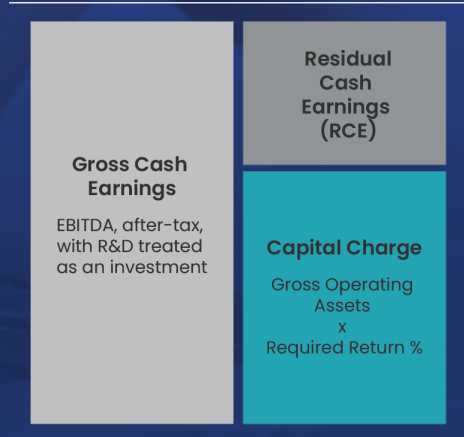 Gross Cash
Earnings
EBITDA, after-tax,
with R&D treated
as an investment
Residual
Cash
Earnings
(RCE)
Capital Charge
Gross Operating
Assets
x
Required Return %